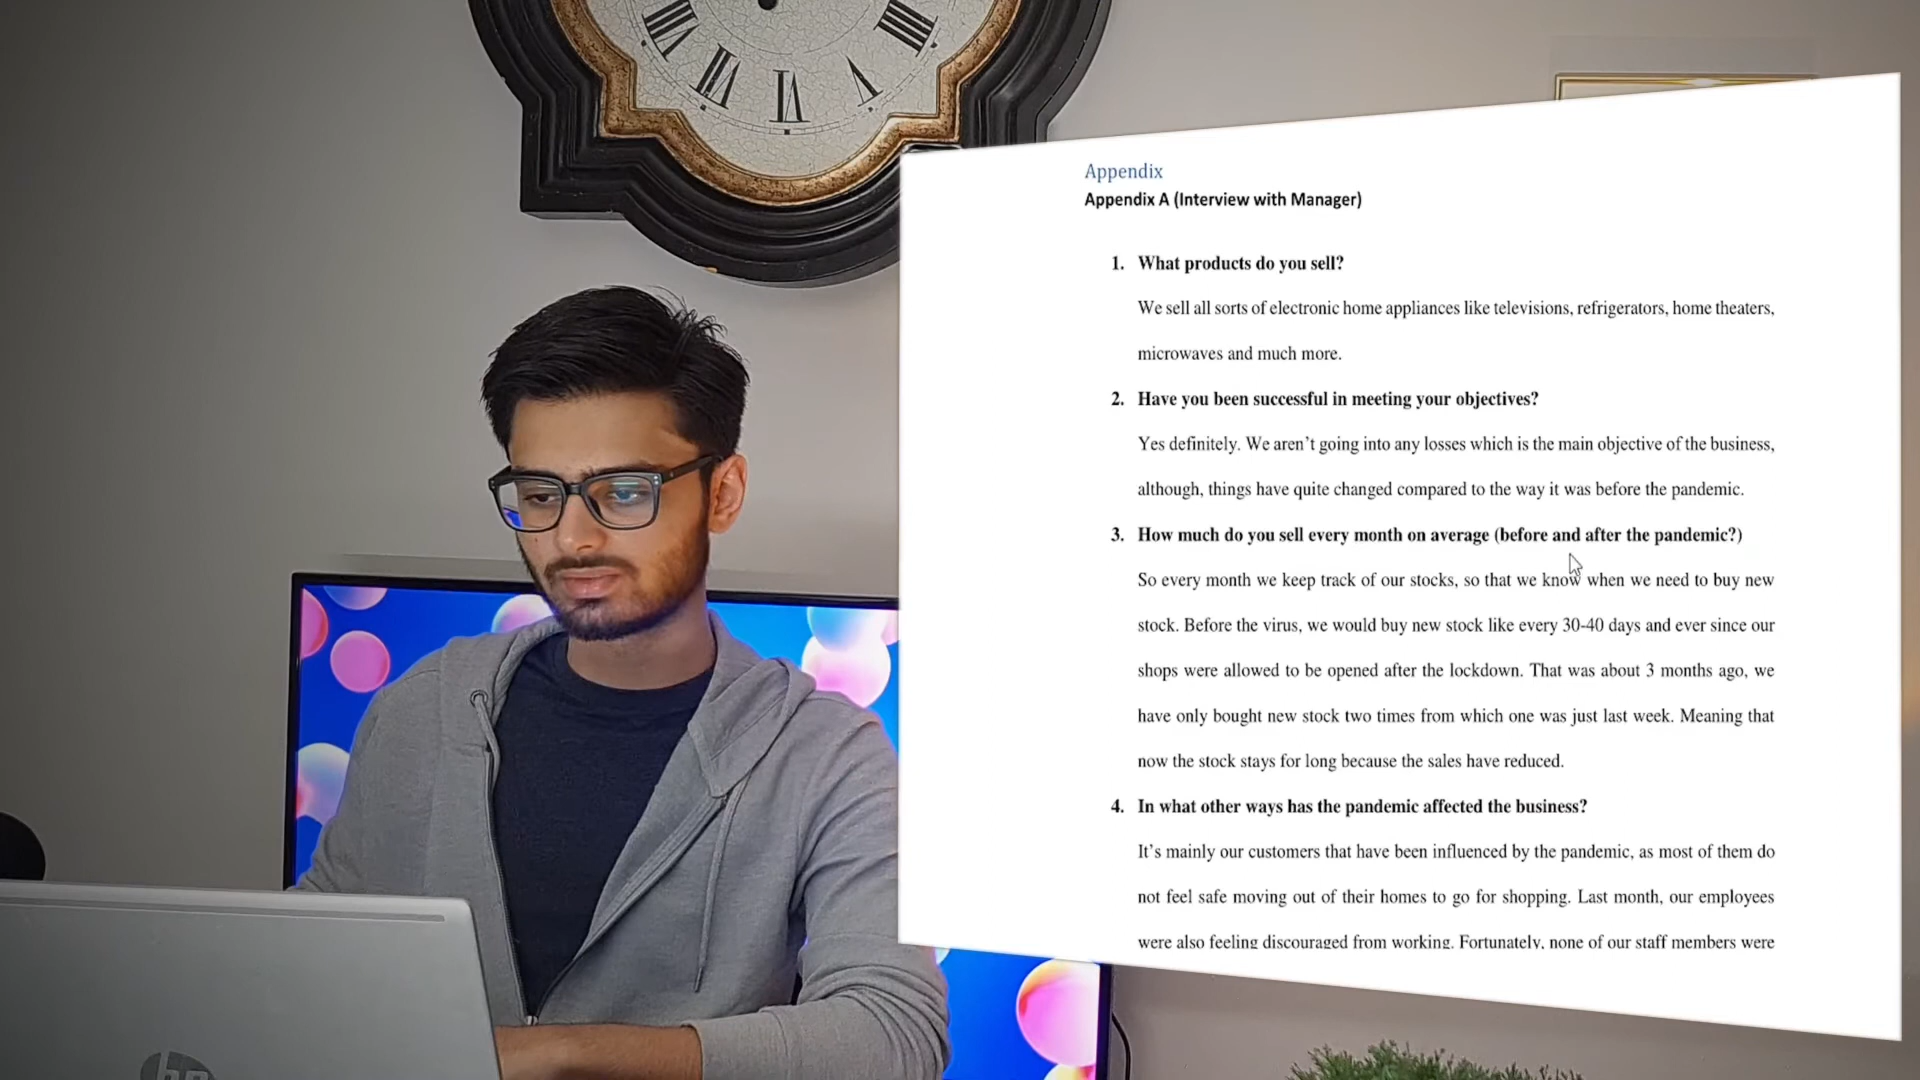 Appendix
Appendix A (Interview with Manager)
1. What products do you sell?
We sell all sorts of electronic home appliances like televisions, refrigerators, home theaters,
microwaves and much more.
2. Have you been successful in meeting your objectives?
Yes definitely. We aren't going into any losses which is the main objective of the business,
although, things have quite changed compared to the way it was before the pandemic.
3. How much do you sell every month on average (before and after the pandemic?)
So every month we keep track of our stocks, so that we know when we need to buy new
stock. Before the virus, we would buy new stock like every 30-40 days and ever since our
shops were allowed to be opened after the lockdown. That was about 3 months ago, we
have only bought new stock two times from which one was just last week. Meaning that
now the stock stays for long because the sales have reduced.
4. In what other ways has the pandemic affected the business?
It's mainly our customers that have been influenced by the pandemic, as most of them do
not feel safe moving out of their homes to go for shopping. Last month, our employees
were also feeling discouraged from working. Fortunately, none of our staff members were
III IV V VI VII VIII
hp